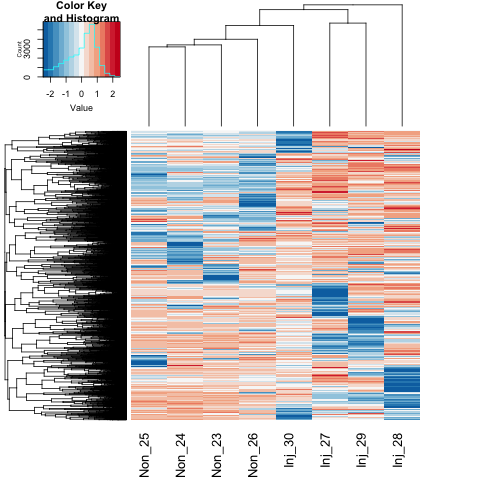 Color Key
and Histogram
Count
0 3000
-2 -1 0 1 2
Value
Non_25
Non_24
Non_23
Non_26
Inj_30
Inj_27
Inj_29
Inj_28